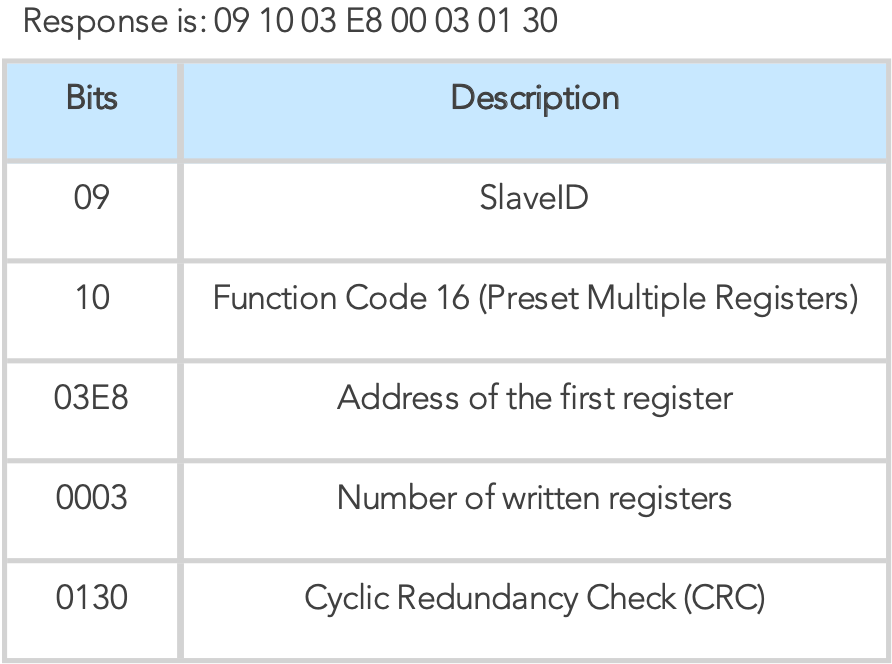 Response is: 09 10 03 E8 00 03 01 30
Bits Description
09 SlaveID
10 Function Code 16 (Preset Multiple Registers)
03E8 Address of the first register
0003 Number of written registers
0130 Cyclic Redundancy Check (CRC)